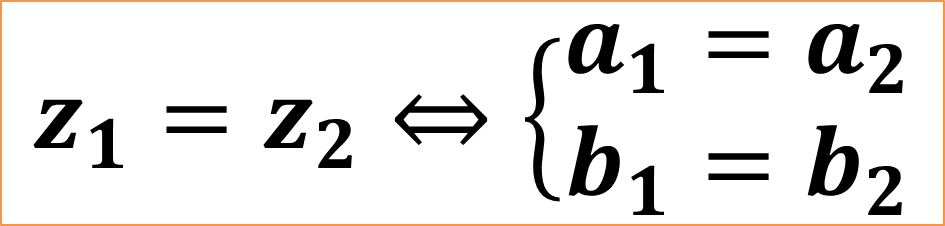 z₁ = z₂ ⇔ { a₁ = a₂
b₁ = b₂